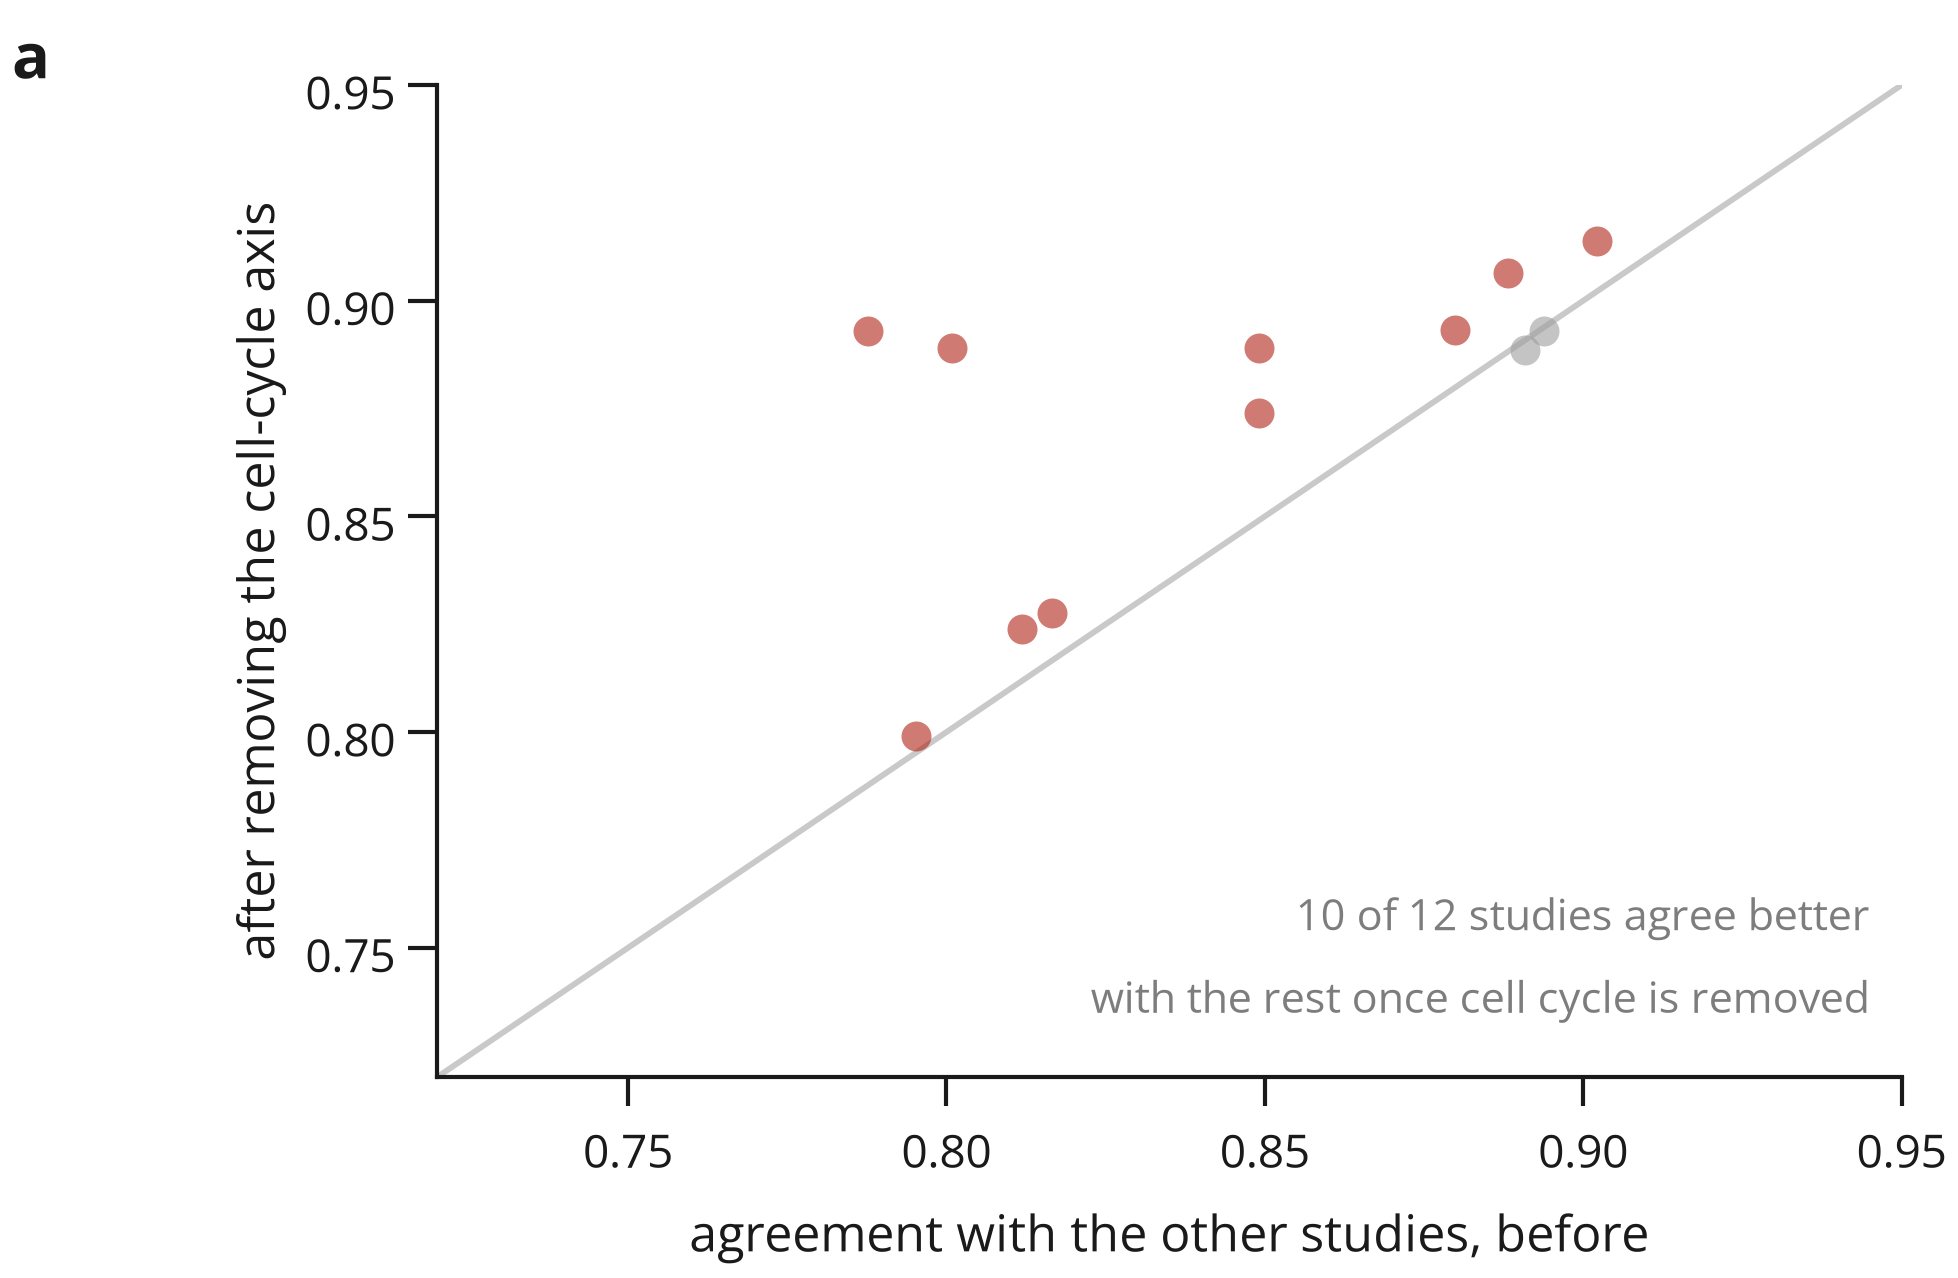 a
0.95
0.90
0.85
0.80
0.75
after removing the cell-cycle axis
10 of 12 studies agree better
with the rest once cell cycle is removed
0.75 0.80 0.85 0.90 0.95
agreement with the other studies, before